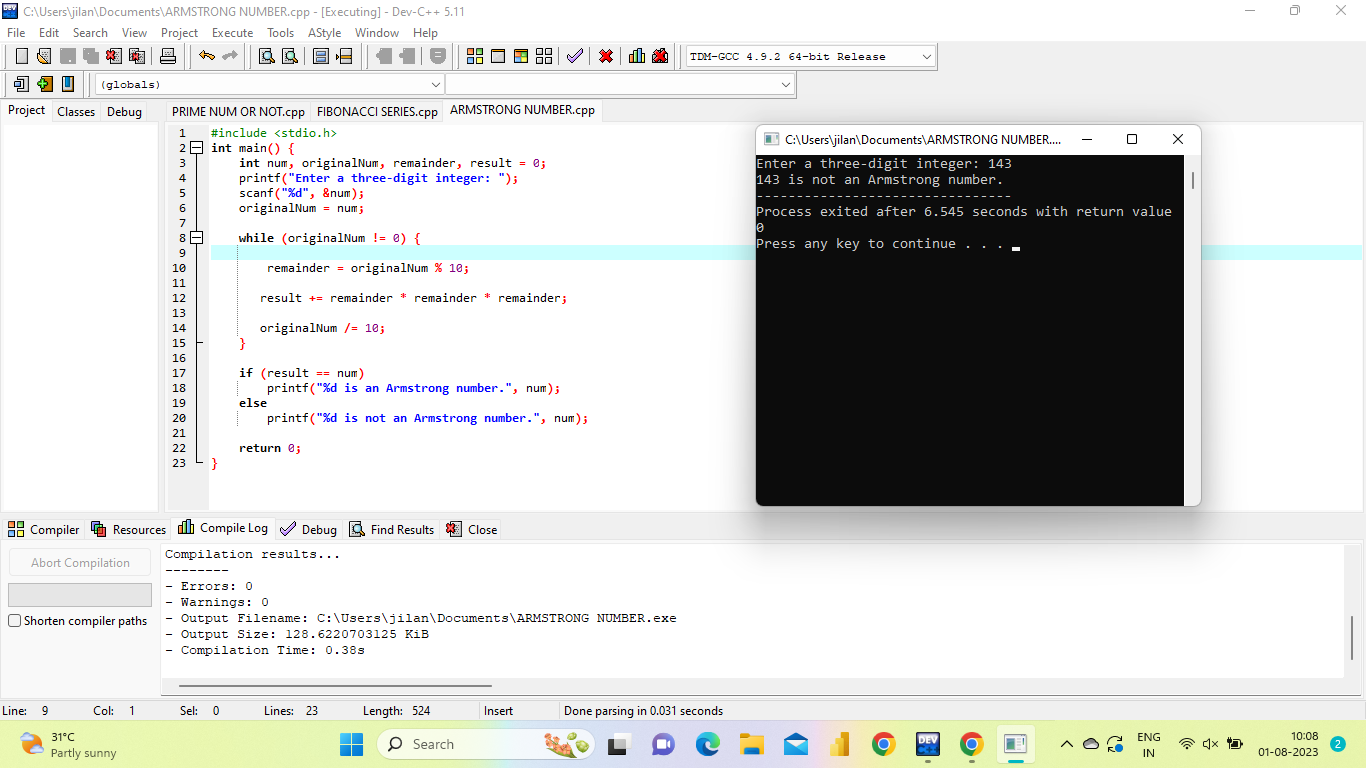 C:\Users\jilan\Documents\ARMSTRONG NUMBER.cpp - [Executing] - Dev-C++ 5.11
File Edit Search View Project Execute Tools AStyle Window Help
TDM-GCC 4.9.2 64-bit Release
(globals)
Project Classes Debug
PRIME NUM OR NOT.cpp FIBONACCI SERIES.cpp ARMSTRONG NUMBER.cpp
1 #include <stdio.h>
2 int main() {
3 int num, originalNum, remainder, result = 0;
4 printf("Enter a three-digit integer: ");
5 scanf("%d", &num);
6 originalNum = num;
7
8 while (originalNum != 0) {
9
10 remainder = originalNum % 10;
11
12 result += remainder * remainder * remainder;
13
14 originalNum /= 10;
15 }
16
17 if (result == num)
18 printf("%d is an Armstrong number.", num);
19 else
20 printf("%d is not an Armstrong number.", num);
21
22 return 0;
23 }
C:\Users\jilan\Documents\ARMSTRONG NUMBER....
Enter a three-digit integer: 143
143 is not an Armstrong number.
--------------------------------
Process exited after 6.545 seconds with return value
0
Press any key to continue . . .
Compiler Resources Compile Log Debug Find Results Close
Abort Compilation
Shorten compiler paths
Compilation results...
--------
- Errors: 0
- Warnings: 0
- Output Filename: C:\Users\jilan\Documents\ARMSTRONG NUMBER.exe
- Output Size: 128.6220703125 KiB
- Compilation Time: 0.38s
Line: 9 Col: 1 Sel: 0 Lines: 23 Length: 524 Insert Done parsing in 0.031 seconds
31°C
Partly sunny
Search
DEV
ENG
IN
10:08
01-08-2023
2